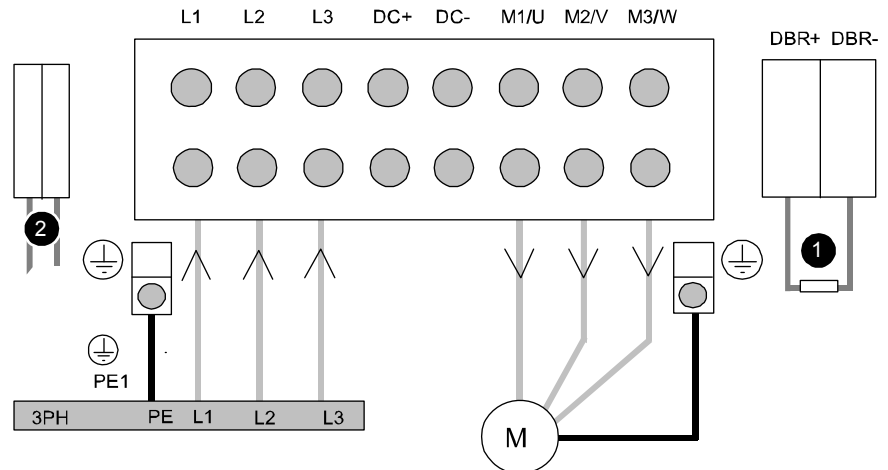 L1 L2 L3 DC+ DC- M1/U M2/V M3/W
DBR+ DBR-
2
1
PE1
3PH PE L1 L2 L3
M